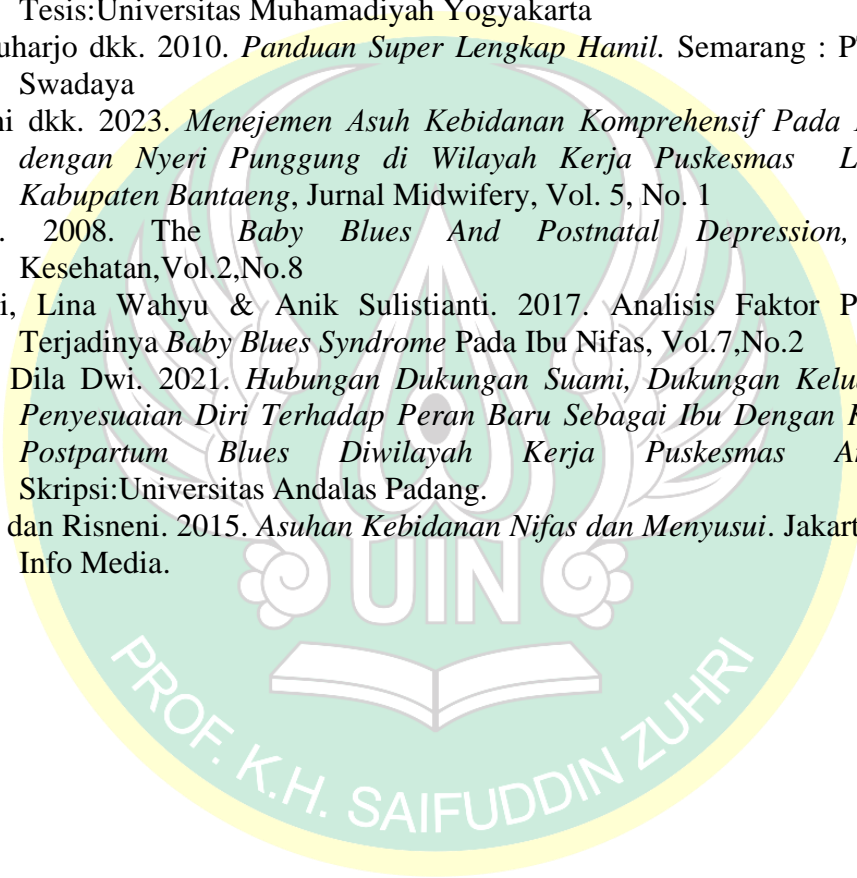 Tesis:Universitas Muhamadiyah Yogyakarta
uharjo dkk. 2010. Panduan Super Lengkap Hamil. Semarang : P
Swadaya
ni dkk. 2023. Menejemen Asuh Kebidanan Komprehensif Pada
dengan Nyeri Punggung di Wilayah Kerja Puskesmas L
Kabupaten Bantaeng, Jurnal Midwifery, Vol. 5, No. 1
. 2008. The Baby Blues And Postnatal Depression,
Kesehatan,Vol.2,No.8
i, Lina Wahyu & Anik Sulistianti. 2017. Analisis Faktor P
Terjadinya Baby Blues Syndrome Pada Ibu Nifas, Vol.7,No.2
Dila Dwi. 2021. Hubungan Dukungan Suami, Dukungan Kelu
Penyesuaian Diri Terhadap Peran Baru Sebagai Ibu Dengan K
Postpartum Blues Diwilayah Kerja Puskesmas A
Skripsi:Universitas Andalas Padang.
dan Risneni. 2015. Asuhan Kebidanan Nifas dan Menyusui. Jakart
Info Media.
UIN
PROF. K.H. SAIFUDDIN ZUHRI